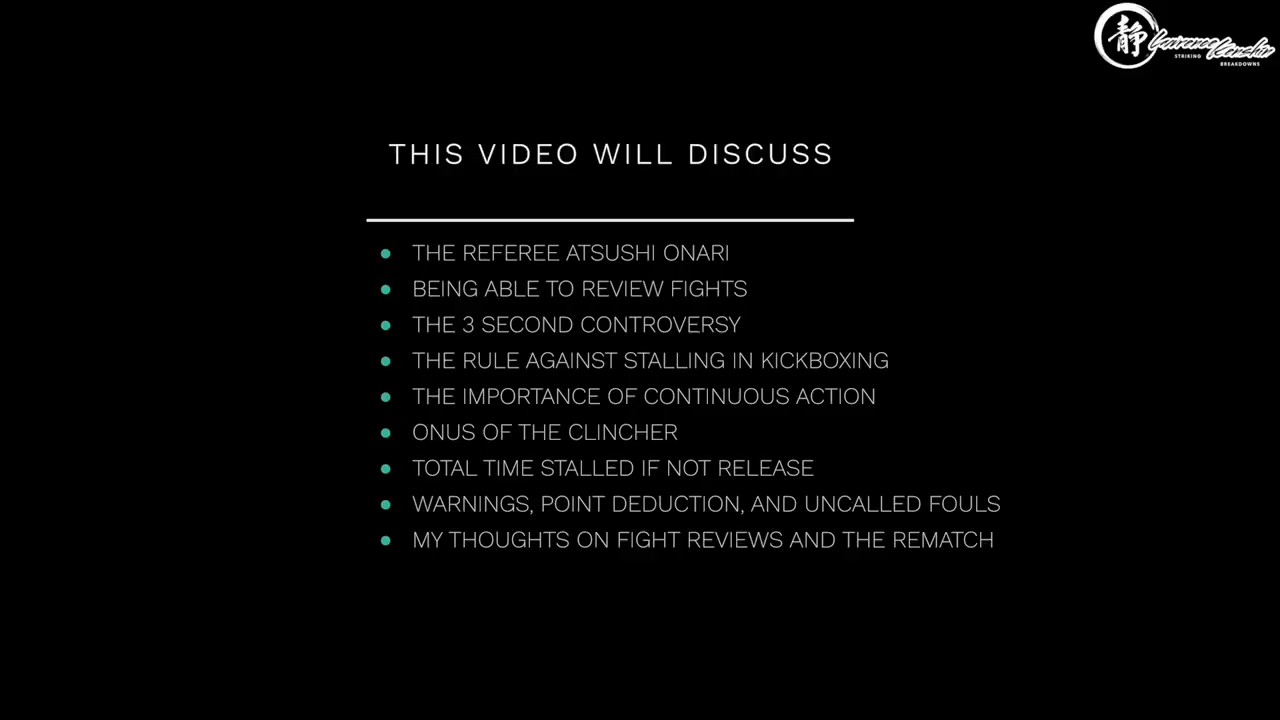 静 Lawrence Kenshin
STRIKING BREAKDOWNS
THIS VIDEO WILL DISCUSS
THE REFEREE ATSUSHI ONARI
BEING ABLE TO REVIEW FIGHTS
THE 3 SECOND CONTROVERSY
THE RULE AGAINST STALLING IN KICKBOXING
THE IMPORTANCE OF CONTINUOUS ACTION
ONUS OF THE CLINCHER
TOTAL TIME STALLED IF NOT RELEASE
WARNINGS, POINT DEDUCTION, AND UNCALLED FOULS
MY THOUGHTS ON FIGHT REVIEWS AND THE REMATCH